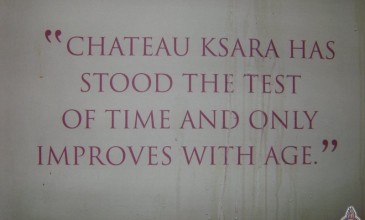 “CHATEAU KSARA HAS
STOOD THE TEST
OF TIME AND ONLY
IMPROVES WITH AGE.”